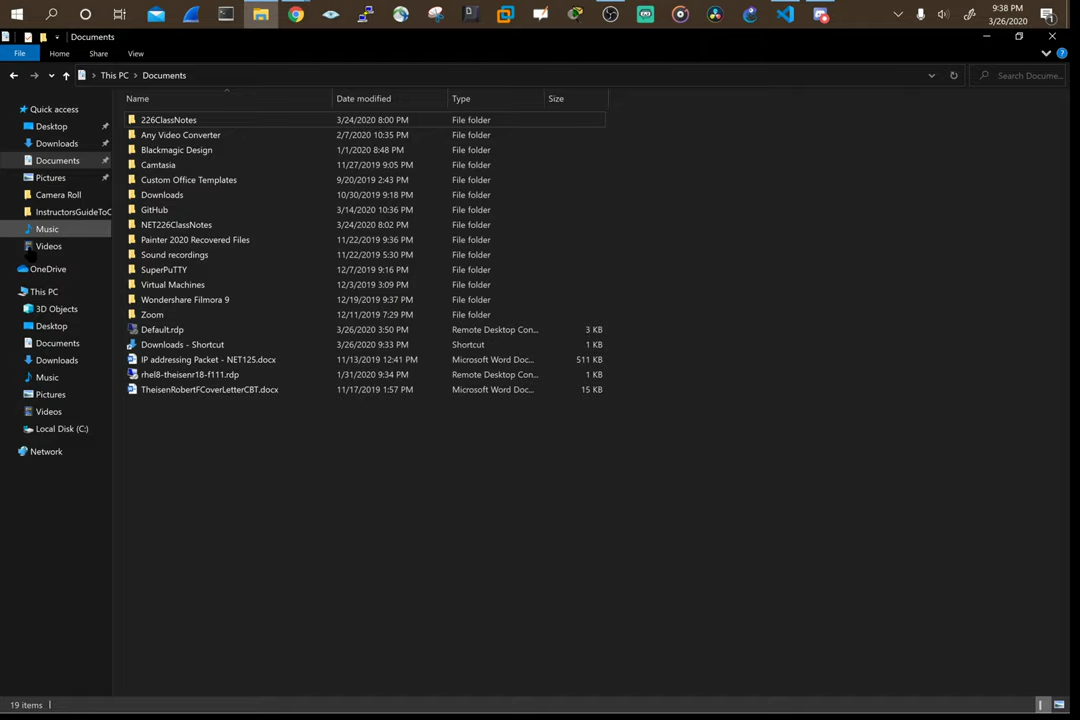 9:38 PM
3/26/2020
1
Documents
File Home Share View
This PC Documents Search Docume...
Name Date modified Type Size
Quick access
Desktop
Downloads
Documents
Pictures
Camera Roll
InstructorsGuideToC
Music
Videos
OneDrive
This PC
3D Objects
Desktop
Documents
Downloads
Music
Pictures
Videos
Local Disk (C:)
Network
226ClassNotes 3/24/2020 8:00 PM File folder
Any Video Converter 2/7/2020 10:35 PM File folder
Blackmagic Design 1/1/2020 8:48 PM File folder
Camtasia 11/27/2019 9:05 PM File folder
Custom Office Templates 9/20/2019 2:43 PM File folder
Downloads 10/30/2019 9:18 PM File folder
GitHub 3/14/2020 10:36 PM File folder
NET226ClassNotes 3/24/2020 8:02 PM File folder
Painter 2020 Recovered Files 11/22/2019 9:36 PM File folder
Sound recordings 11/22/2019 5:30 PM File folder
SuperPuTTY 12/7/2019 9:16 PM File folder
Virtual Machines 12/12/2019 3:09 PM File folder
Wondershare Filmora 9 12/19/2019 9:37 PM File folder
Zoom 12/11/2019 7:29 PM File folder
Default.rdp 3/26/2020 3:50 PM Remote Desktop Con... 3 KB
Downloads - Shortcut 3/26/2020 9:33 PM Shortcut 1 KB
IP addressing Packet - NET125.docx 11/13/2019 12:41 PM Microsoft Word Doc... 511 KB
rhel8-theisenr18-f111.rdp 1/31/2020 9:34 PM Remote Desktop Con... 1 KB
TheisenRobertFCoverLetterCBT.docx 11/17/2019 1:57 PM Microsoft Word Doc... 15 KB
19 items